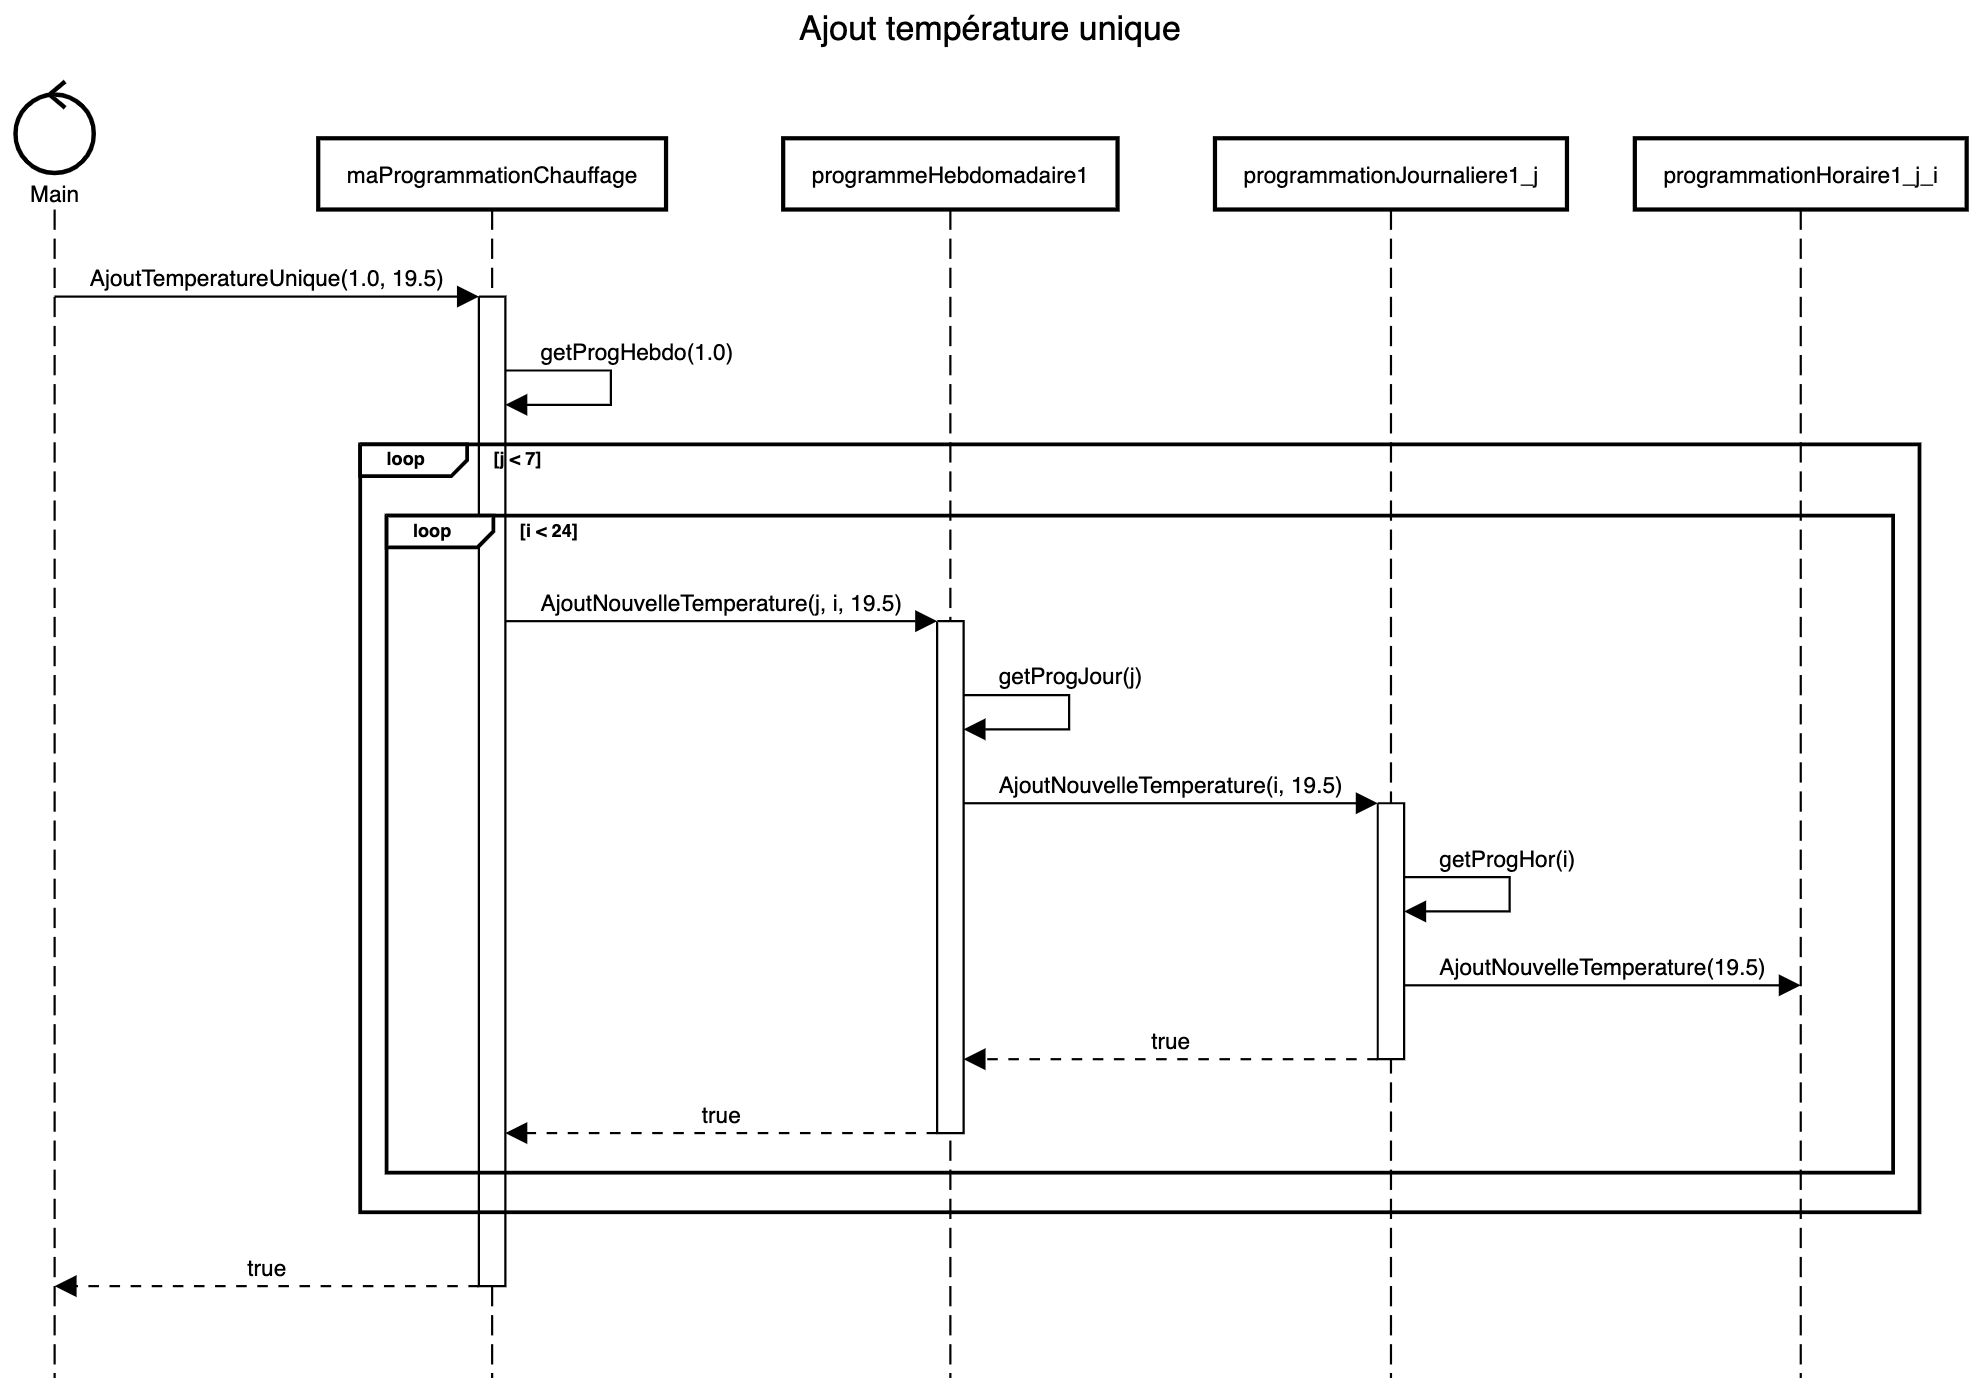 Ajout température unique
Main
maProgrammationChauffage
programmeHebdomadaire1
programmationJournaliere1_j
programmationHoraire1_j_i
AjoutTemperatureUnique(1.0, 19.5)
getProgHebdo(1.0)
loop
[j < 7]
loop
[i < 24]
AjoutNouvelleTemperature(j, i, 19.5)
getProgJour(j)
AjoutNouvelleTemperature(i, 19.5)
getProgHor(i)
AjoutNouvelleTemperature(19.5)
true
true
true